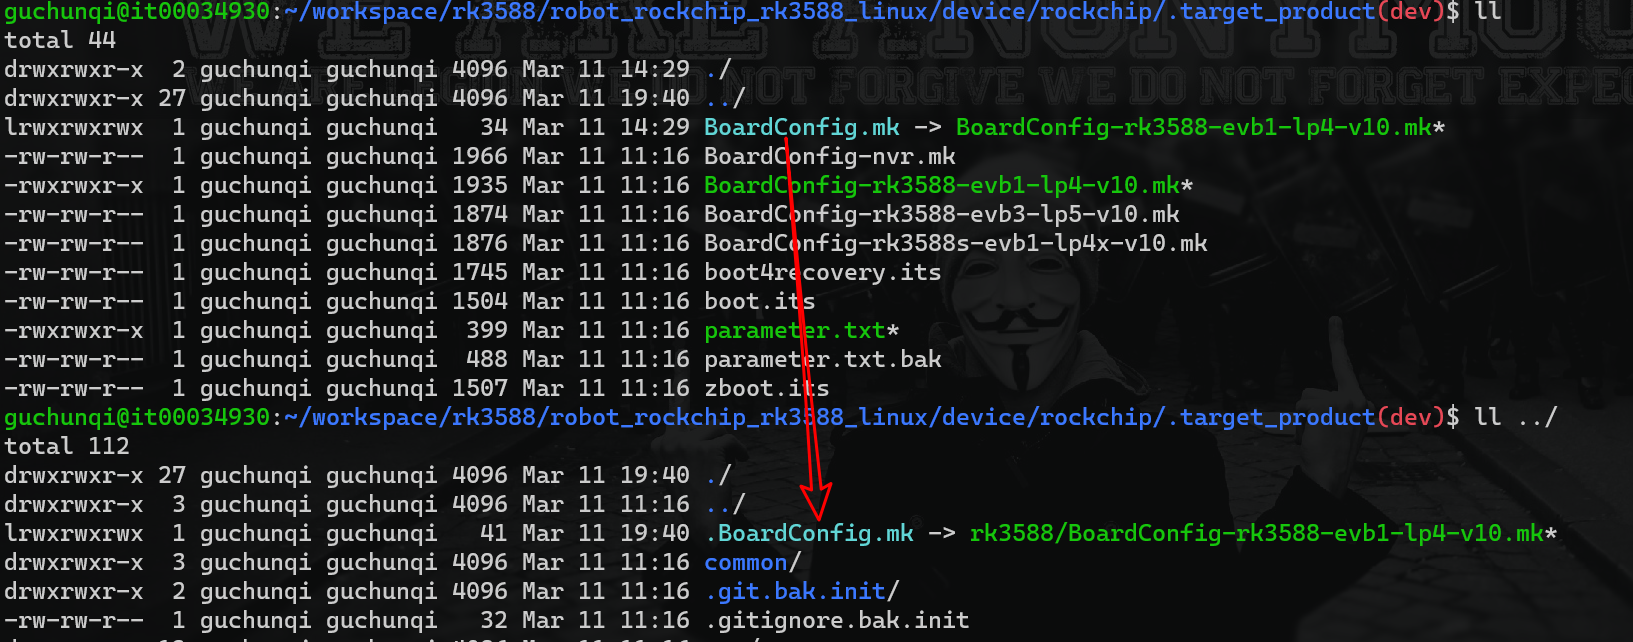 guchunqi@it00034930:~/workspace/rk3588/robot_rockchip_rk3588_linux/device/rockchip/.target_product(dev)$ ll
total 44
drwxrwxr-x  2 guchunqi guchunqi 4096 Mar 11 14:29 ./
drwxrwxr-x 27 guchunqi guchunqi 4096 Mar 11 19:40 ../
lrwxrwxrwx  1 guchunqi guchunqi   34 Mar 11 14:29 BoardConfig.mk -> BoardConfig-rk3588-evb1-lp4-v10.mk*
-rw-rw-r--  1 guchunqi guchunqi 1966 Mar 11 11:16 BoardConfig-nvr.mk
-rwxrwxr-x  1 guchunqi guchunqi 1935 Mar 11 11:16 BoardConfig-rk3588-evb1-lp4-v10.mk*
-rw-rw-r--  1 guchunqi guchunqi 1874 Mar 11 11:16 BoardConfig-rk3588-evb3-lp5-v10.mk
-rw-rw-r--  1 guchunqi guchunqi 1876 Mar 11 11:16 BoardConfig-rk3588s-evb1-lp4x-v10.mk
-rw-rw-r--  1 guchunqi guchunqi 1745 Mar 11 11:16 boot4recovery.its
-rw-rw-r--  1 guchunqi guchunqi 1504 Mar 11 11:16 boot.its
-rwxrwxr-x  1 guchunqi guchunqi  399 Mar 11 11:16 parameter.txt*
-rw-rw-r--  1 guchunqi guchunqi  488 Mar 11 11:16 parameter.txt.bak
-rw-rw-r--  1 guchunqi guchunqi 1507 Mar 11 11:16 zboot.its
guchunqi@it00034930:~/workspace/rk3588/robot_rockchip_rk3588_linux/device/rockchip/.target_product(dev)$ ll ../
total 112
drwxrwxr-x 27 guchunqi guchunqi 4096 Mar 11 19:40 ./
drwxrwxr-x  3 guchunqi guchunqi 4096 Mar 11 11:16 ../
lrwxrwxrwx  1 guchunqi guchunqi   41 Mar 11 19:40 .BoardConfig.mk -> rk3588/BoardConfig-rk3588-evb1-lp4-v10.mk*
drwxrwxr-x  3 guchunqi guchunqi 4096 Mar 11 11:16 common/
drwxrwxr-x  2 guchunqi guchunqi 4096 Mar 11 11:16 .git.bak.init/
-rw-rw-r--  1 guchunqi guchunqi   32 Mar 11 11:16 .gitignore.bak.init